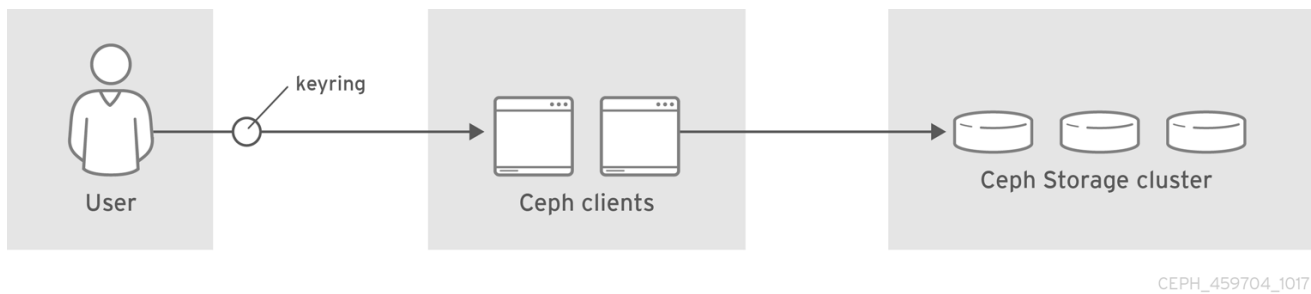 keyring
User
Ceph clients
Ceph Storage cluster
CEPH_459704_1017